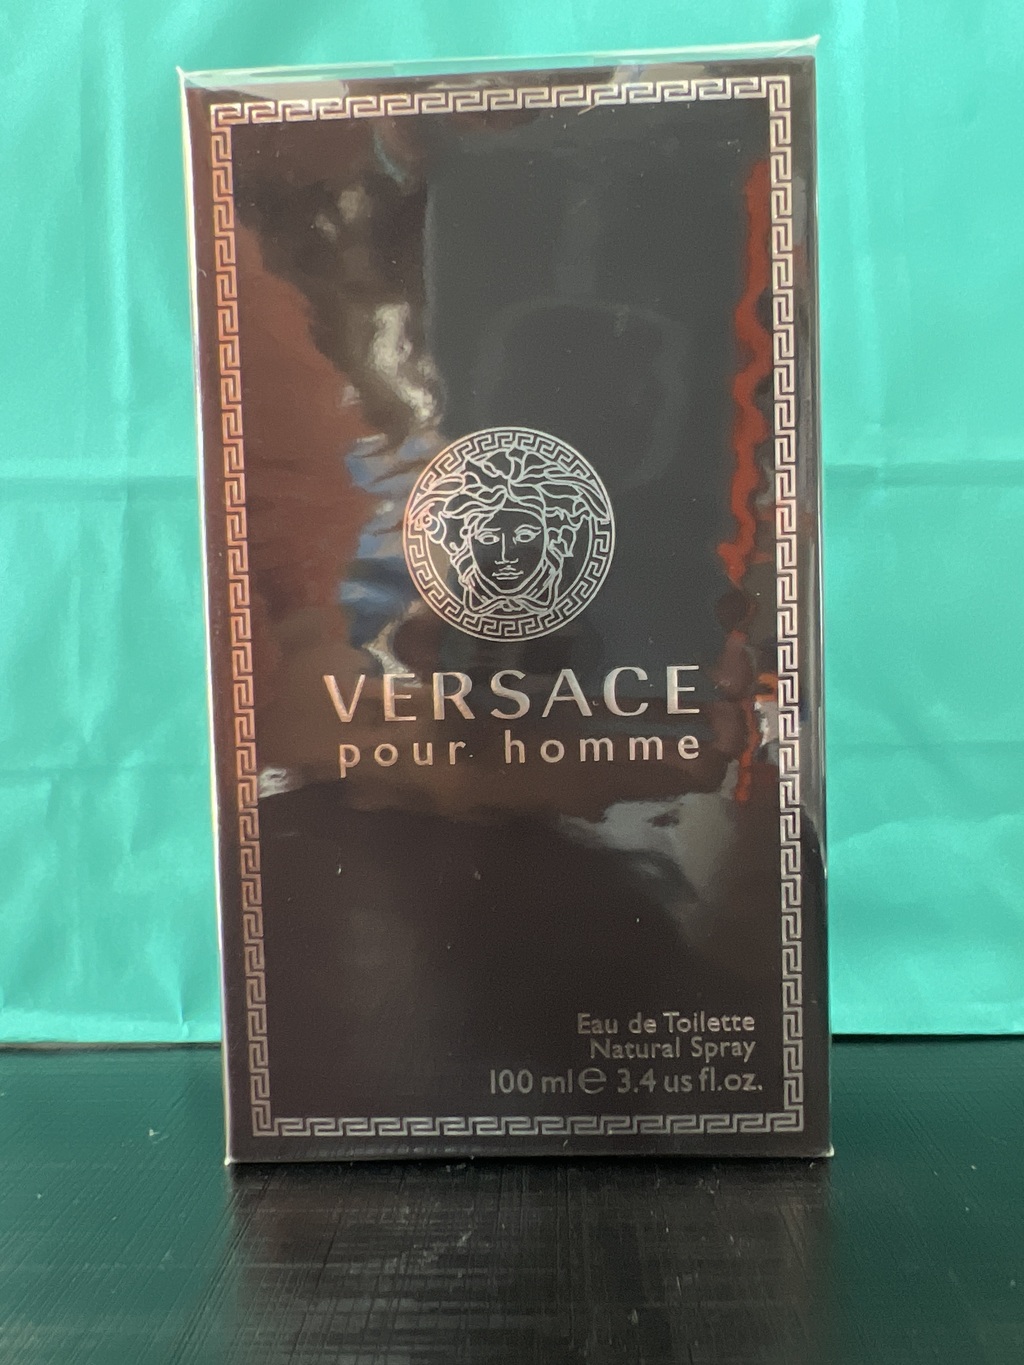 VERSACE
pour homme
Eau de Toilette
Natural Spray
100 ml ℮ 3.4 us fl.oz.